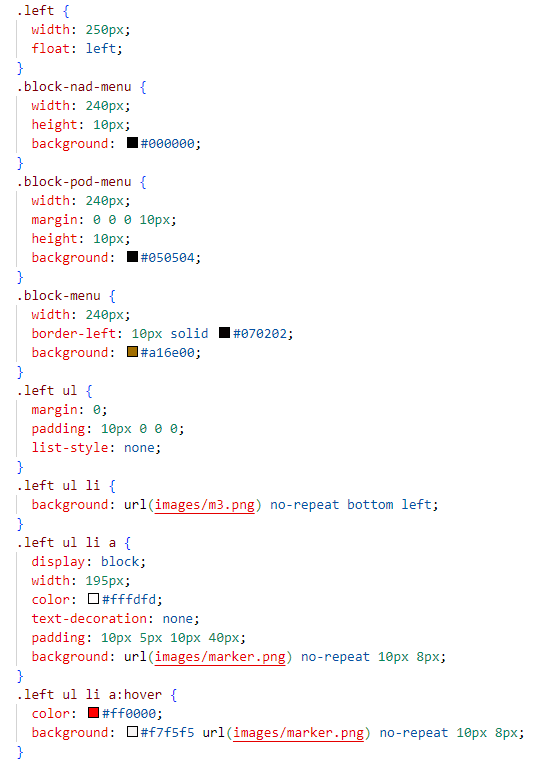 .left {
width: 250px;
float: left;
}
.block-nad-menu {
width: 240px;
height: 10px;
background: #000000;
}
.block-pod-menu {
width: 240px;
margin: 0 0 0 10px;
height: 10px;
background: #050504;
}
.block-menu {
width: 240px;
border-left: 10px solid #070202;
background: #a16e00;
}
.left ul {
margin: 0;
padding: 10px 0 0 0;
list-style: none;
}
.left ul li {
background: url(images/m3.png) no-repeat bottom left;
}
.left ul li a {
display: block;
width: 195px;
color: #fffdfd;
text-decoration: none;
padding: 10px 5px 10px 40px;
background: url(images/marker.png) no-repeat 10px 8px;
}
.left ul li a:hover {
color: #ff0000;
background: #f7f5f5 url(images/marker.png) no-repeat 10px 8px;
}